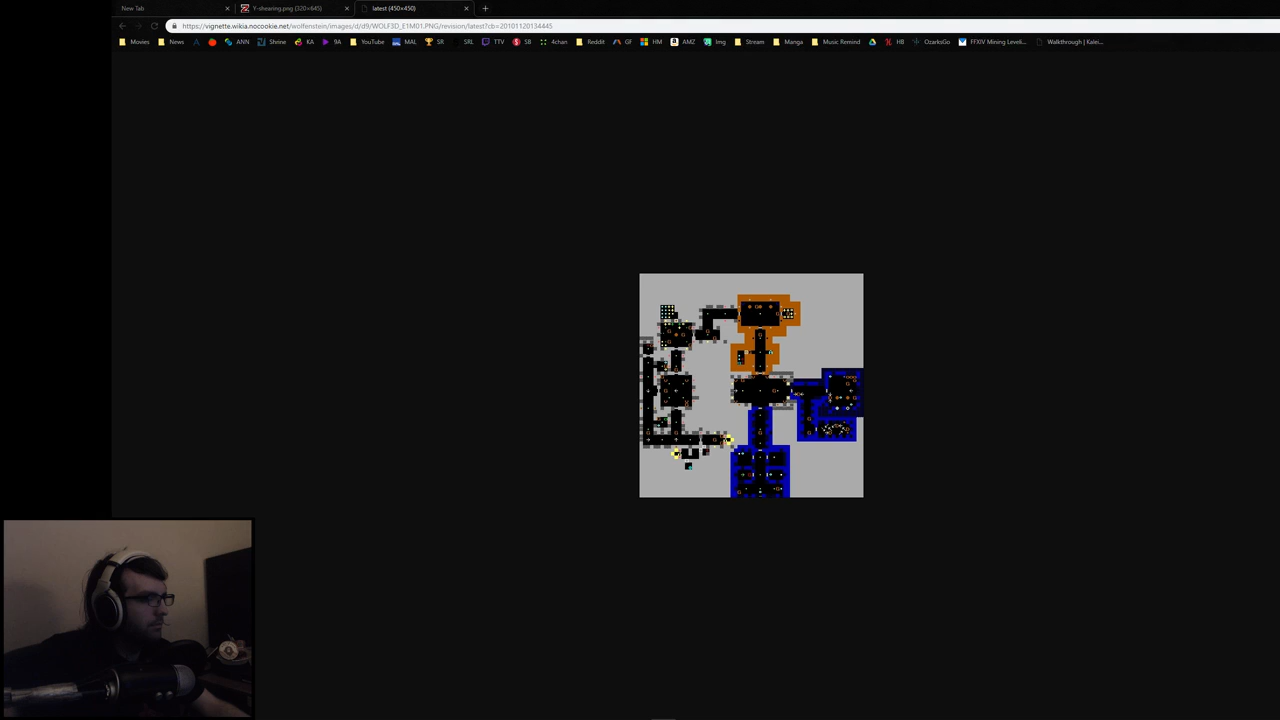 New Tab
Y-shearing.png (320×645)
latest (450×450)
https://vignette.wikia.nocookie.net/wolfenstein/images/d/d9/WOLF3D_E1M01.PNG/revision/latest?cb=20101120134445
Movies
News
ANN
Shrine
KA
9A
YouTube
MAL
SR
SRL
TTV
SB
4chan
Reddit
GF
HM
AMZ
Img
Stream
Manga
Music Remind
HB
OzarksGo
FFXIV Mining Leveli...
Walkthrough | Kalei...